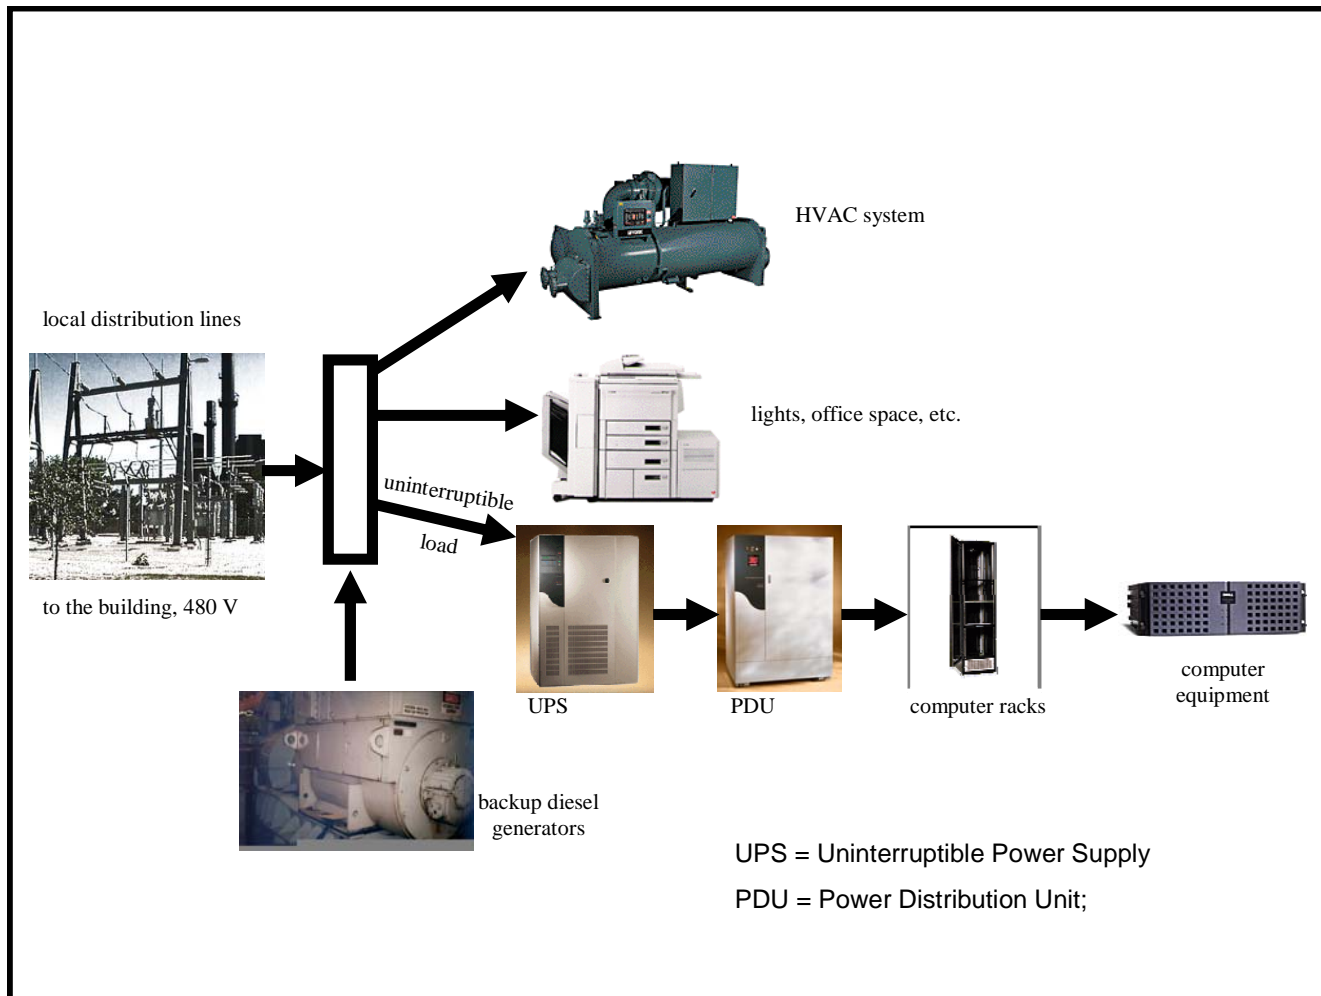 HVAC system
local distribution lines
lights, office space, etc.
uninterruptible
load
to the building, 480 V
UPS
PDU
computer racks
computer
equipment
backup diesel
generators
UPS = Uninterruptible Power Supply
PDU = Power Distribution Unit;